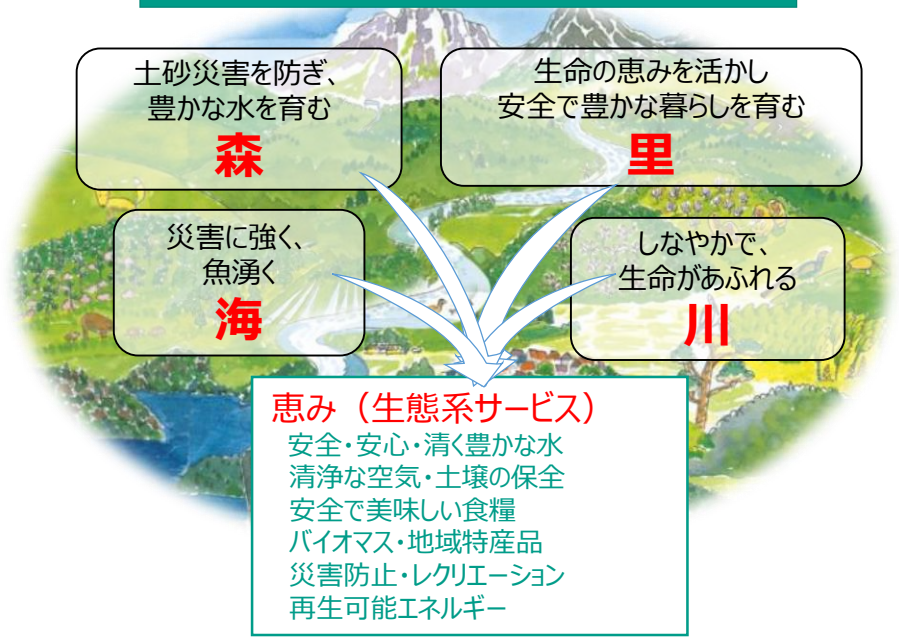 土砂災害を防ぎ、
豊かな水を育む
森
生命の恵みを活かし
安全で豊かな暮らしを育む
里
災害に強く、
魚湧く
海
しなやかで、
生命があふれる
川
恵み（生態系サービス）
安全・安心・清く豊かな水
清浄な空気・土壌の保全
安全で美味しい食糧
バイオマス・地域特産品
災害防止・レクリエーション
再生可能エネルギー